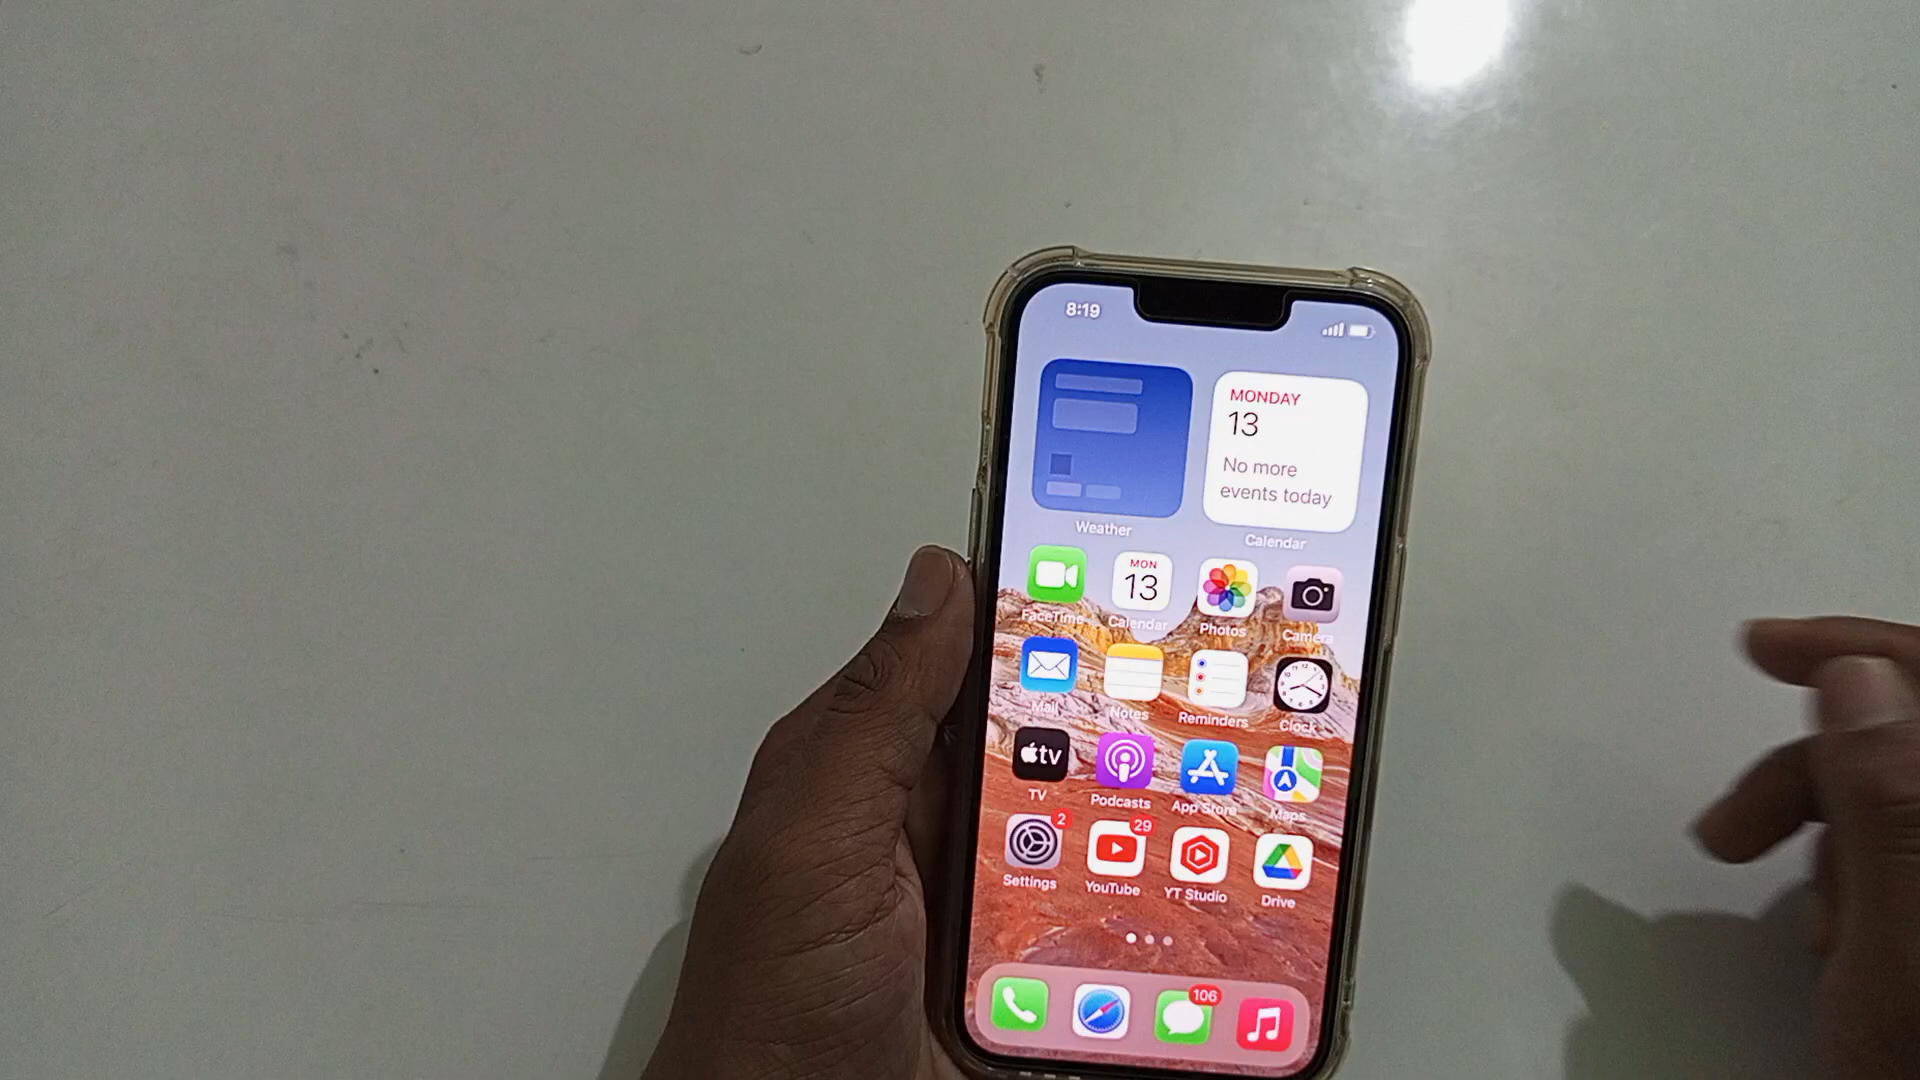 8:19
MONDAY
13
No more
events today
Weather
Calendar
MON
13
FaceTime
Calendar
Photos
Camera
Mail
Notes
Reminders
Clock
tv
TV
Podcasts
App Store
Maps
2
29
Settings
YouTube
YT Studio
Drive
106